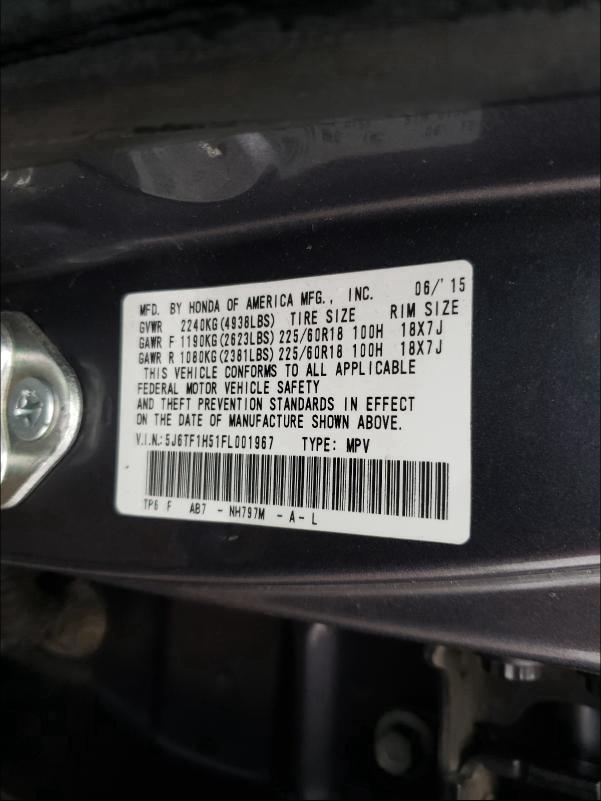 MFD. BY HONDA OF AMERICA MFG., INC. 06/'15
GVWR 2240KG(4938LBS) TIRE SIZE RIM SIZE
GAWR F 1190KG(2623LBS) 225/60R18 100H 18X7J
GAWR R 1080KG(2381LBS) 225/60R18 100H 18X7J
THIS VEHICLE CONFORMS TO ALL APPLICABLE
FEDERAL MOTOR VEHICLE SAFETY
AND THEFT PREVENTION STANDARDS IN EFFECT
ON THE DATE OF MANUFACTURE SHOWN ABOVE.
V.I.N.:5J6TF1H51FL001967 TYPE: MPV
TP6 F AB7 - NH797M - A - L